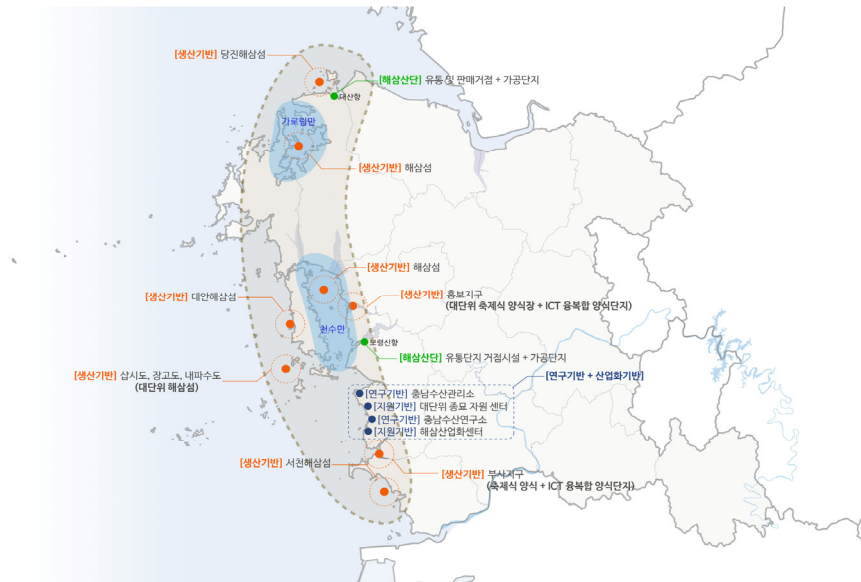 [생산기반] 당진해삼섬
[해삼산단] 유통 및 판매거점 + 가공단지
대산항
가로림만
[생산기반] 해삼섬
[생산기반] 해삼섬
[생산기반] 대안해삼섬
[생산기반] 홍보지구
(대단위 축제식 양식장 + ICT 융복합 양식단지)
천수만
보령신항
[해삼산단] 유통단지 거점시설 + 가공단지
[생산기반] 삽시도, 장고도, 내파수도
(대단위 해삼섬)
[연구기반 + 산업화기반]
[연구기반] 충남수산관리소
[지원기반] 대단위 종묘 자원 센터
[연구기반] 충남수산연구소
[지원기반] 해삼산업화센터
[생산기반] 서천해삼섬
[생산기반] 부사지구
(축제식 양식 + ICT 융복합 양식단지)